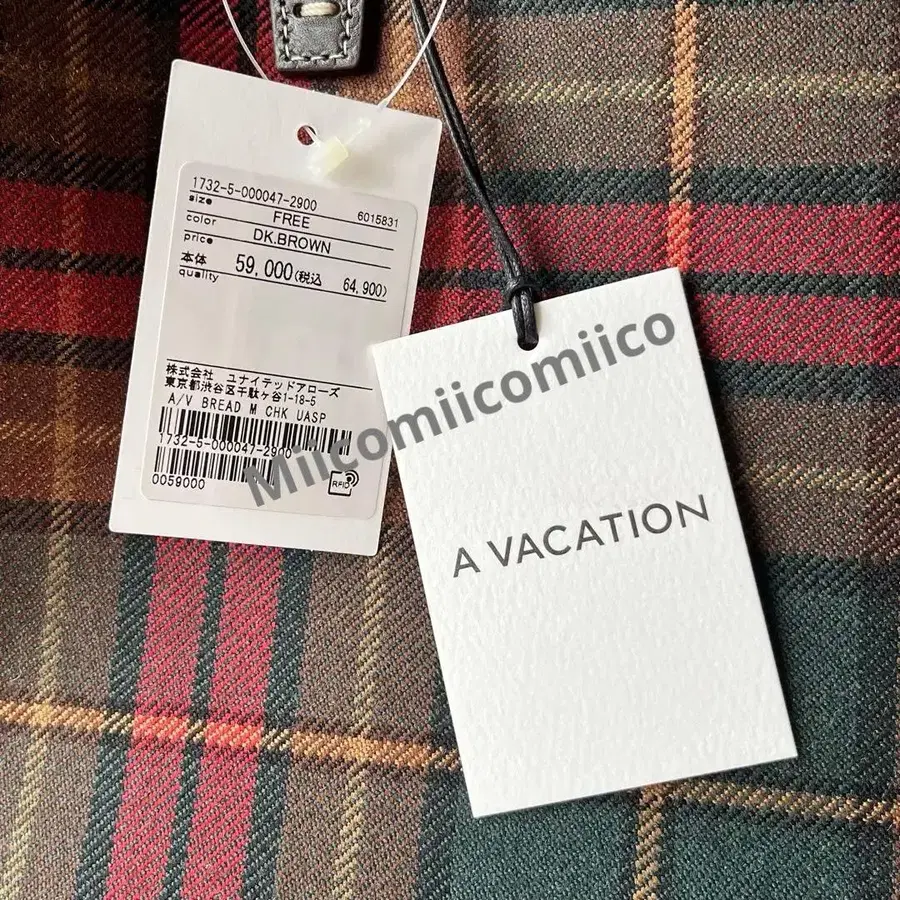 1732-5-000047-2900
size
FREE
6015831
color
DK.BROWN
price
本体 59,000(税込 64,900)
quality
株式会社 ユナイテッドアローズ
東京都渋谷区千駄ヶ谷1-18-5
A/V BREAD M CHK UASP
1732-5-000047-2900
0059000
RFID
Miicomiicomiico
A VACATION